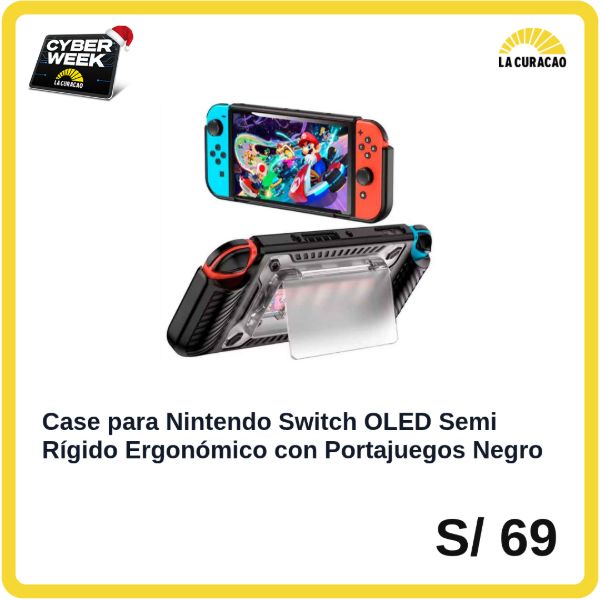 CYBER
WEEK
LA CURACAO
LA CURACAO
Case para Nintendo Switch OLED Semi
Rígido Ergonómico con Portajuegos Negro
S/ 69